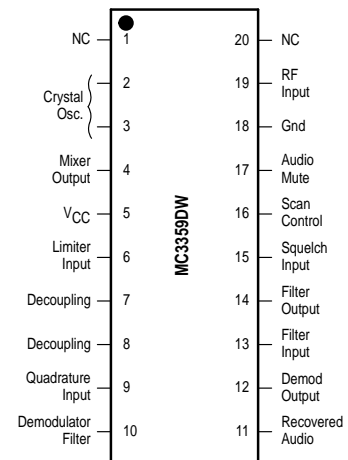 NC 1 20 NC
Crystal Osc. 2 19 RF Input
3 18 Gnd
Mixer Output 4 17 Audio Mute
VCC 5 16 Scan Control
Limiter Input 6 15 Squelch Input
Decoupling 7 14 Filter Output
Decoupling 8 13 Filter Input
Quadrature Input 9 12 Demod Output
Demodulator Filter 10 11 Recovered Audio
MC3359DW